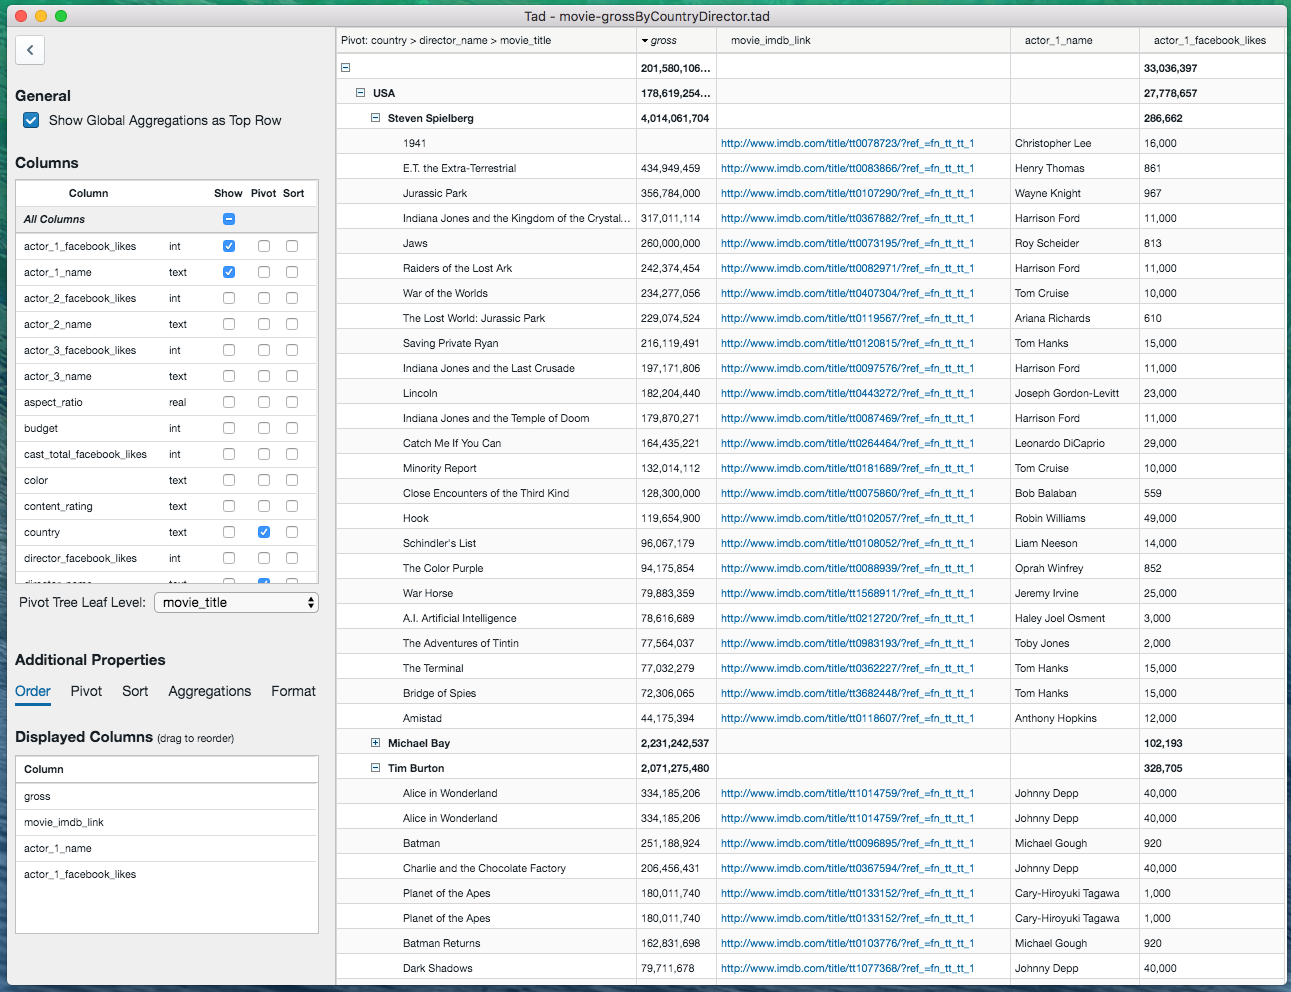 Tad - movie-grossByCountryDirector.tad
General
Show Global Aggregations as Top Row
Columns
Column Show Pivot Sort
All Columns
actor_1_facebook_likes int
actor_1_name text
actor_2_facebook_likes int
actor_2_name text
actor_3_facebook_likes int
actor_3_name text
aspect_ratio real
budget int
cast_total_facebook_likes int
color text
content_rating text
country text
director_facebook_likes int
director_name text
Pivot Tree Leaf Level: movie_title
Additional Properties
Order Pivot Sort Aggregations Format
Displayed Columns (drag to reorder)
Column
gross
movie_imdb_link
actor_1_name
actor_1_facebook_likes
Pivot: country > director_name > movie_title gross movie_imdb_link actor_1_name actor_1_facebook_likes
201,580,106... 33,036,397
USA 178,619,254... 27,778,657
Steven Spielberg 4,014,061,704 286,662
1941 http://www.imdb.com/title/tt0078723/?ref_=fn_tt_tt_1 Christopher Lee 16,000
E.T. the Extra-Terrestrial 434,949,459 http://www.imdb.com/title/tt0083866/?ref_=fn_tt_tt_1 Henry Thomas 861
Jurassic Park 356,784,000 http://www.imdb.com/title/tt0107290/?ref_=fn_tt_tt_1 Wayne Knight 967
Indiana Jones and the Kingdom of the Crystal... 317,011,114 http://www.imdb.com/title/tt0367882/?ref_=fn_tt_tt_1 Harrison Ford 11,000
Jaws 260,000,000 http://www.imdb.com/title/tt0073195/?ref_=fn_tt_tt_1 Roy Scheider 813
Raiders of the Lost Ark 242,374,454 http://www.imdb.com/title/tt0082971/?ref_=fn_tt_tt_1 Harrison Ford 11,000
War of the Worlds 234,277,056 http://www.imdb.com/title/tt0407304/?ref_=fn_tt_tt_1 Tom Cruise 10,000
The Lost World: Jurassic Park 229,074,524 http://www.imdb.com/title/tt0119567/?ref_=fn_tt_tt_1 Ariana Richards 610
Saving Private Ryan 216,119,491 http://www.imdb.com/title/tt0120815/?ref_=fn_tt_tt_1 Tom Hanks 15,000
Indiana Jones and the Last Crusade 197,171,806 http://www.imdb.com/title/tt0097576/?ref_=fn_tt_tt_1 Harrison Ford 11,000
Lincoln 182,204,440 http://www.imdb.com/title/tt0443272/?ref_=fn_tt_tt_1 Joseph Gordon-Levitt 23,000
Indiana Jones and the Temple of Doom 179,870,271 http://www.imdb.com/title/tt0087469/?ref_=fn_tt_tt_1 Harrison Ford 11,000
Catch Me If You Can 164,435,221 http://www.imdb.com/title/tt0264464/?ref_=fn_tt_tt_1 Leonardo DiCaprio 29,000
Minority Report 132,014,112 http://www.imdb.com/title/tt0181689/?ref_=fn_tt_tt_1 Tom Cruise 10,000
Close Encounters of the Third Kind 128,300,000 http://www.imdb.com/title/tt0075860/?ref_=fn_tt_tt_1 Bob Balaban 559
Hook 119,654,900 http://www.imdb.com/title/tt0102057/?ref_=fn_tt_tt_1 Robin Williams 49,000
Schindler's List 96,067,179 http://www.imdb.com/title/tt0108052/?ref_=fn_tt_tt_1 Liam Neeson 14,000
The Color Purple 94,175,854 http://www.imdb.com/title/tt0088939/?ref_=fn_tt_tt_1 Oprah Winfrey 852
War Horse 79,883,359 http://www.imdb.com/title/tt1568911/?ref_=fn_tt_tt_1 Jeremy Irvine 25,000
A.I. Artificial Intelligence 78,616,689 http://www.imdb.com/title/tt0212720/?ref_=fn_tt_tt_1 Haley Joel Osment 3,000
The Adventures of Tintin 77,564,037 http://www.imdb.com/title/tt0983193/?ref_=fn_tt_tt_1 Toby Jones 2,000
The Terminal 77,032,279 http://www.imdb.com/title/tt0362227/?ref_=fn_tt_tt_1 Tom Hanks 15,000
Bridge of Spies 72,306,065 http://www.imdb.com/title/tt3682448/?ref_=fn_tt_tt_1 Tom Hanks 15,000
Amistad 44,175,394 http://www.imdb.com/title/tt0118607/?ref_=fn_tt_tt_1 Anthony Hopkins 12,000
Michael Bay 2,231,242,537 102,193
Tim Burton 2,071,275,480 328,705
Alice in Wonderland 334,185,206 http://www.imdb.com/title/tt1014759/?ref_=fn_tt_tt_1 Johnny Depp 40,000
Alice in Wonderland 334,185,206 http://www.imdb.com/title/tt1014759/?ref_=fn_tt_tt_1 Johnny Depp 40,000
Batman 251,188,924 http://www.imdb.com/title/tt0096895/?ref_=fn_tt_tt_1 Michael Gough 920
Charlie and the Chocolate Factory 206,456,431 http://www.imdb.com/title/tt0367594/?ref_=fn_tt_tt_1 Johnny Depp 40,000
Planet of the Apes 180,011,740 http://www.imdb.com/title/tt0133152/?ref_=fn_tt_tt_1 Cary-Hiroyuki Tagawa 1,000
Planet of the Apes 180,011,740 http://www.imdb.com/title/tt0133152/?ref_=fn_tt_tt_1 Cary-Hiroyuki Tagawa 1,000
Batman Returns 162,831,698 http://www.imdb.com/title/tt0103776/?ref_=fn_tt_tt_1 Michael Gough 920
Dark Shadows 79,711,678 http://www.imdb.com/title/tt1077368/?ref_=fn_tt_tt_1 Johnny Depp 40,000